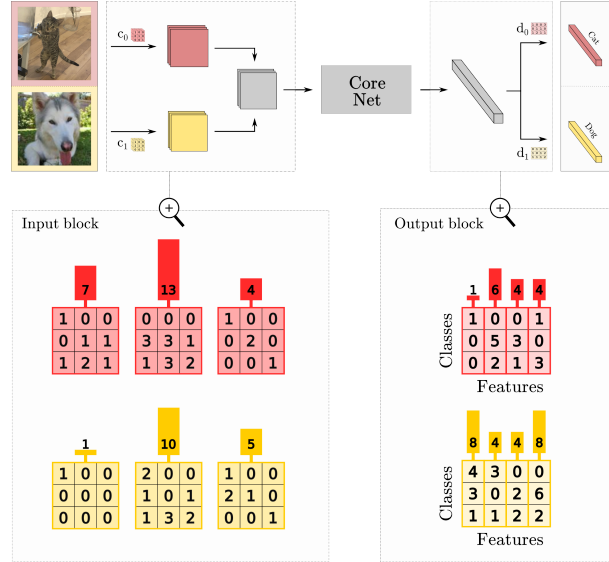 c0
c1
Core
Net
d0
d1
Cat
Dog
Input block
7 13 4
1 0 0 0 0 0 1 0 0
0 1 1 3 3 1 0 2 0
1 2 1 1 3 2 0 0 1
1 10 5
1 0 0 2 0 0 1 0 0
0 0 0 1 0 1 2 1 0
0 0 0 1 3 2 0 0 1
Output block
1 6 4 4
Classes
1 0 0 1
0 5 3 0
0 2 1 3
Features
8 4 4 8
Classes
4 3 0 0
3 0 2 6
1 1 2 2
Features